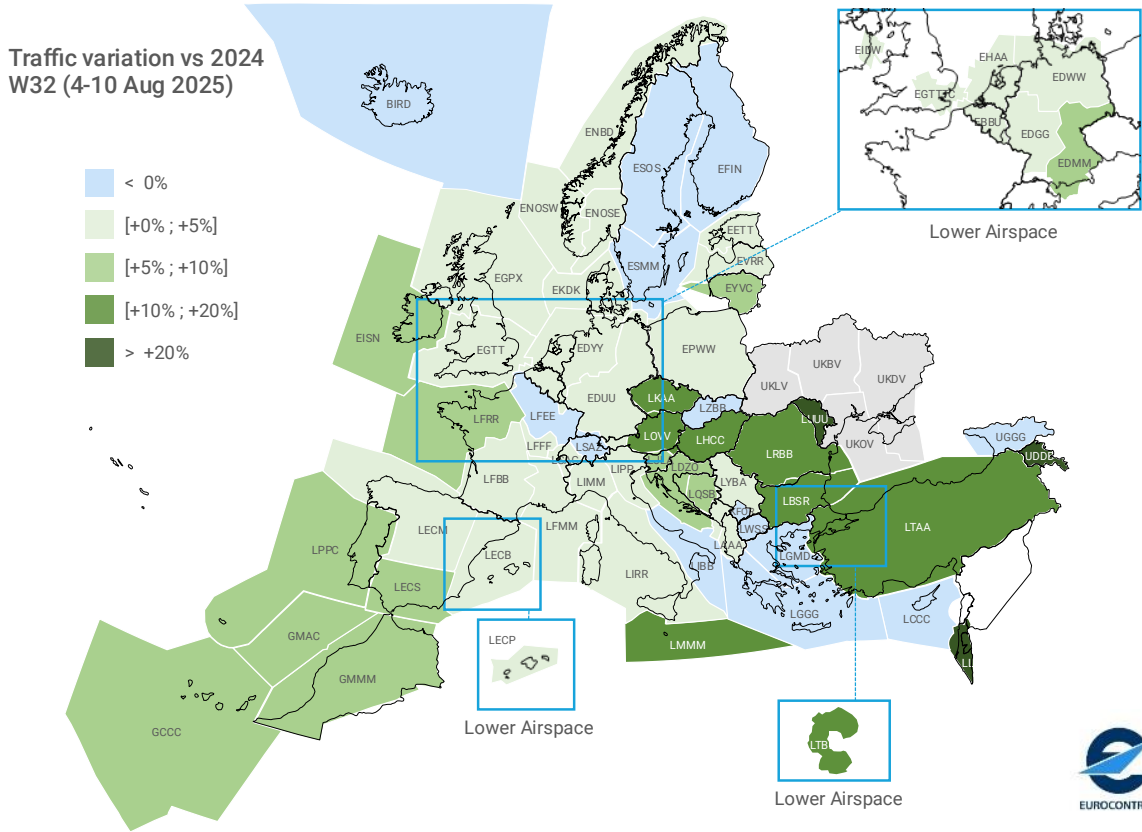 Traffic variation vs 2024
W32 (4-10 Aug 2025)
< 0%
[+0% ; +5%]
[+5% ; +10%]
[+10% ; +20%]
> +20%
BIRD
ENBD
ESOS
EFIN
ENOSW
ENOSE
EETT
EVRR
ESMM
EYVC
EGPX
EKDK
EISN
EGTT
EDYY
EPWW
EDUU
UKLV
UKBV
UKDV
UKOV
LKAA
LZBB
LFEE
LFRR
LOVV
LHCC
LFFF
LSAZ
LRBB
UGGG
UDDD
LFBB
LIMM
LIPP
LDZO
LQSB
LYBA
LBSR
LTAA
LWSS
LECM
LFMM
LPPC
LECB
LIRR
LIBB
LGMD
LECS
LGGG
LCCC
GMAC
LMMM
GMMM
GCCC
EIDW
EHAA
EDWW
EGTT
EBBU
EDGG
EDMM
Lower Airspace
LECP
Lower Airspace
Lower Airspace
EUROCONTR